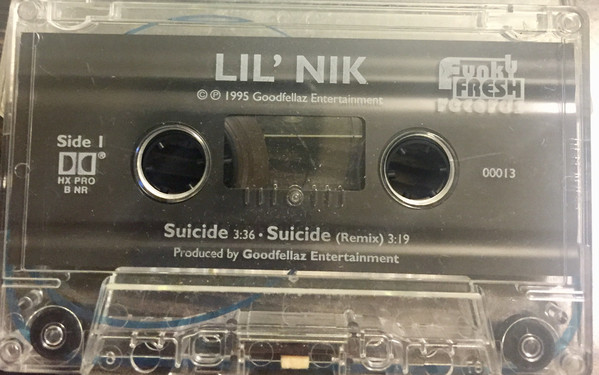 LIL' NIK
© ℗ 1995 Goodfellaz Entertainment
Funky
FRESH
records
Side 1
DD®
HX PRO
B NR
00013
Suicide 3:36 • Suicide (Remix) 3:19
Produced by Goodfellaz Entertainment